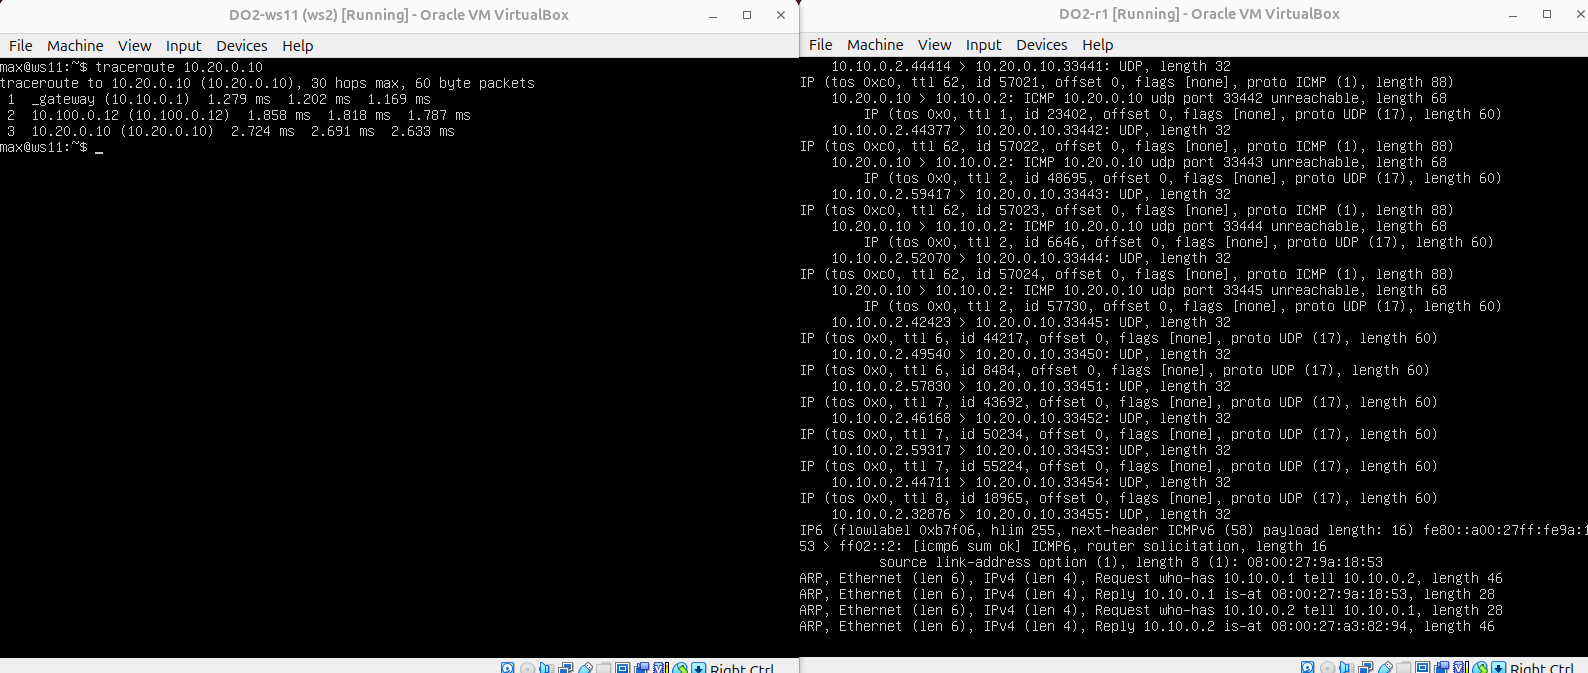 DO2-ws11 (ws2) [Running] - Oracle VM VirtualBox
File Machine View Input Devices Help
max@ws11:~$ traceroute 10.20.0.10
traceroute to 10.20.0.10 (10.20.0.10), 30 hops max, 60 byte packets
 1  _gateway (10.10.0.1)  1.279 ms  1.202 ms  1.169 ms
 2  10.100.0.12 (10.100.0.12)  1.858 ms  1.818 ms  1.787 ms
 3  10.20.0.10 (10.20.0.10)  2.724 ms  2.691 ms  2.633 ms
max@ws11:~$ _
Right Ctrl
DO2-r1 [Running] - Oracle VM VirtualBox
File Machine View Input Devices Help
    10.10.0.2.44414 > 10.20.0.10.33441: UDP, length 32
IP (tos 0xc0, ttl 62, id 57021, offset 0, flags [none], proto ICMP (1), length 88)
    10.20.0.10 > 10.10.0.2: ICMP 10.20.0.10 udp port 33442 unreachable, length 68
        IP (tos 0x0, ttl 1, id 23402, offset 0, flags [none], proto UDP (17), length 60)
    10.10.0.2.44377 > 10.20.0.10.33442: UDP, length 32
IP (tos 0xc0, ttl 62, id 57022, offset 0, flags [none], proto ICMP (1), length 88)
    10.20.0.10 > 10.10.0.2: ICMP 10.20.0.10 udp port 33443 unreachable, length 68
        IP (tos 0x0, ttl 2, id 48695, offset 0, flags [none], proto UDP (17), length 60)
    10.10.0.2.59417 > 10.20.0.10.33443: UDP, length 32
IP (tos 0xc0, ttl 62, id 57023, offset 0, flags [none], proto ICMP (1), length 88)
    10.20.0.10 > 10.10.0.2: ICMP 10.20.0.10 udp port 33444 unreachable, length 68
        IP (tos 0x0, ttl 2, id 6646, offset 0, flags [none], proto UDP (17), length 60)
    10.10.0.2.52070 > 10.20.0.10.33444: UDP, length 32
IP (tos 0xc0, ttl 62, id 57024, offset 0, flags [none], proto ICMP (1), length 88)
    10.20.0.10 > 10.10.0.2: ICMP 10.20.0.10 udp port 33445 unreachable, length 68
        IP (tos 0x0, ttl 2, id 57730, offset 0, flags [none], proto UDP (17), length 60)
    10.10.0.2.42423 > 10.20.0.10.33445: UDP, length 32
IP (tos 0x0, ttl 6, id 44217, offset 0, flags [none], proto UDP (17), length 60)
    10.10.0.2.49540 > 10.20.0.10.33450: UDP, length 32
IP (tos 0x0, ttl 6, id 8484, offset 0, flags [none], proto UDP (17), length 60)
    10.10.0.2.57830 > 10.20.0.10.33451: UDP, length 32
IP (tos 0x0, ttl 7, id 43692, offset 0, flags [none], proto UDP (17), length 60)
    10.10.0.2.46168 > 10.20.0.10.33452: UDP, length 32
IP (tos 0x0, ttl 7, id 50234, offset 0, flags [none], proto UDP (17), length 60)
    10.10.0.2.59317 > 10.20.0.10.33453: UDP, length 32
IP (tos 0x0, ttl 7, id 55224, offset 0, flags [none], proto UDP (17), length 60)
    10.10.0.2.44711 > 10.20.0.10.33454: UDP, length 32
IP (tos 0x0, ttl 8, id 18965, offset 0, flags [none], proto UDP (17), length 60)
    10.10.0.2.32876 > 10.20.0.10.33455: UDP, length 32
IP6 (flowlabel 0xb7f06, hlim 255, next-header ICMPv6 (58) payload length: 16) fe80::a00:27ff:fe9a:1
53 > ff02::2: [icmp6 sum ok] ICMP6, router solicitation, length 16
          source link-address option (1), length 8 (1): 08:00:27:9a:18:53
ARP, Ethernet (len 6), IPv4 (len 4), Request who-has 10.10.0.1 tell 10.10.0.2, length 46
ARP, Ethernet (len 6), IPv4 (len 4), Reply 10.10.0.1 is-at 08:00:27:9a:18:53, length 28
ARP, Ethernet (len 6), IPv4 (len 4), Request who-has 10.10.0.2 tell 10.10.0.1, length 28
ARP, Ethernet (len 6), IPv4 (len 4), Reply 10.10.0.2 is-at 08:00:27:a3:82:94, length 46
Right Ctrl